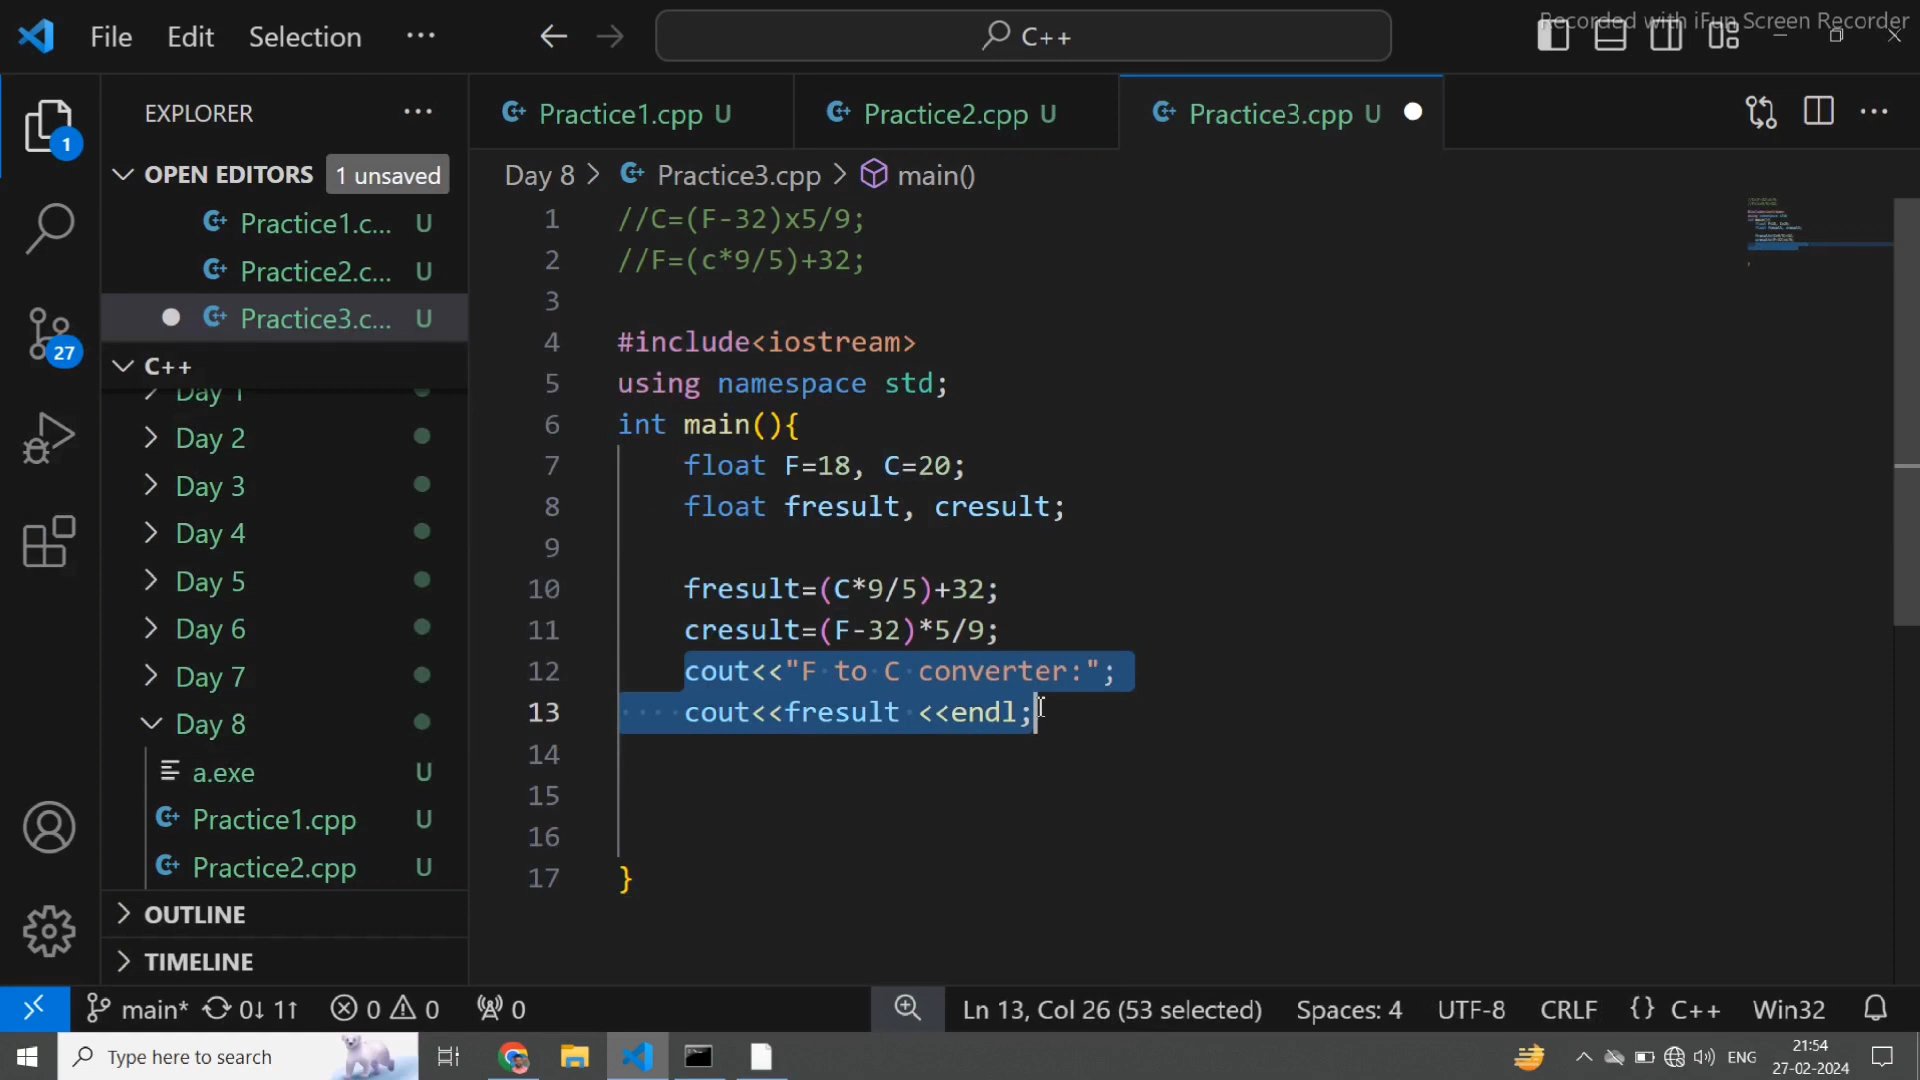 Recorded with iFun Screen Recorder
File Edit Selection ··· C++
EXPLORER ···
Practice1.cpp U Practice2.cpp U Practice3.cpp U
OPEN EDITORS 1 unsaved
Practice1.c... U
Practice2.c... U
Practice3.c... U
C++
Day 1
Day 2
Day 3
Day 4
Day 5
Day 6
Day 7
Day 8
a.exe U
Practice1.cpp U
Practice2.cpp U
OUTLINE
TIMELINE
1
27
Day 8 > Practice3.cpp > main()
1 //C=(F-32)x5/9;
2 //F=(c*9/5)+32;
3
4 #include<iostream>
5 using namespace std;
6 int main(){
7 float F=18, C=20;
8 float fresult, cresult;
9
10 fresult=(C*9/5)+32;
11 cresult=(F-32)*5/9;
12 cout<<"F to C converter:";
13 cout<<fresult <<endl;
14
15
16
17 }
main* 0↓ 1↑ 0 0 0 Ln 13, Col 26 (53 selected) Spaces: 4 UTF-8 CRLF {} C++ Win32
Type here to search ENG 21:54
27-02-2024